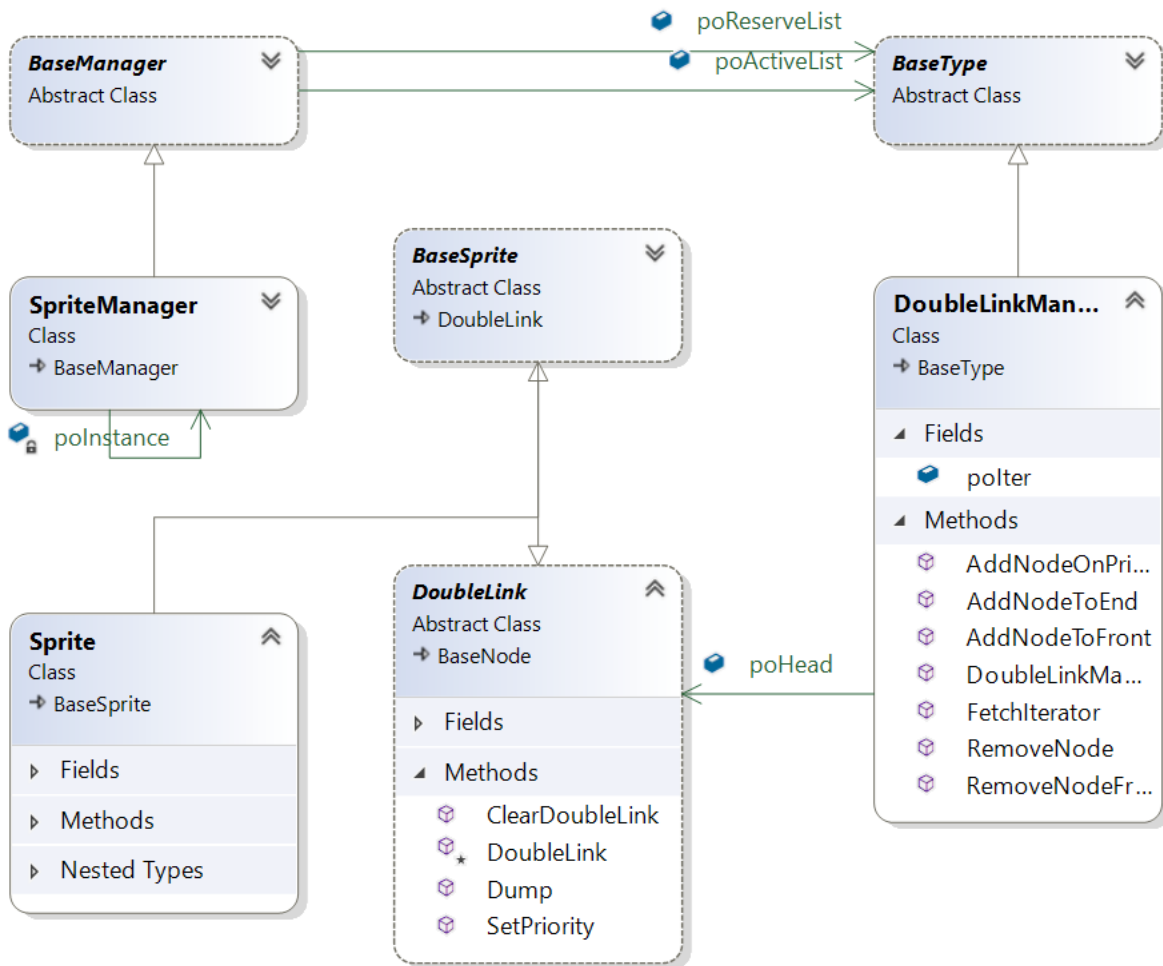 poReserveList
poActiveList
BaseManager
Abstract Class
BaseType
Abstract Class
BaseSprite
Abstract Class
DoubleLink
SpriteManager
Class
BaseManager
poInstance
DoubleLinkMan...
Class
BaseType
Fields
poIter
Methods
AddNodeOnPri...
AddNodeToEnd
AddNodeToFront
DoubleLinkMa...
FetchIterator
RemoveNode
RemoveNodeFr...
Sprite
Class
BaseSprite
Fields
Methods
Nested Types
DoubleLink
Abstract Class
BaseNode
Fields
Methods
ClearDoubleLink
DoubleLink
Dump
SetPriority
poHead